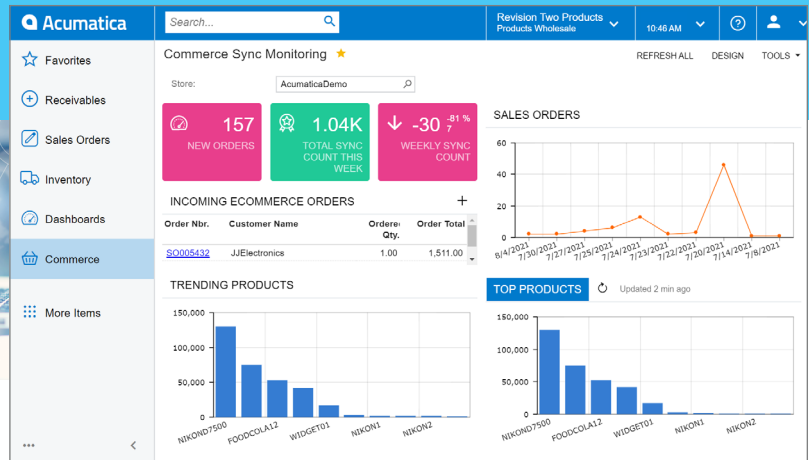 Acumatica
Search...
Revision Two Products
Products Wholesale
10:46 AM
Favorites
Receivables
Sales Orders
Inventory
Dashboards
Commerce
More Items
Commerce Sync Monitoring
REFRESH ALL
DESIGN
TOOLS
Store:
AcumaticaDemo
157
NEW ORDERS
1.04K
TOTAL SYNC
COUNT THIS
WEEK
-30
-81 %
7
WEEKLY SYNC
COUNT
SALES ORDERS
60
40
20
0
8/4/2021
7/30/2021
7/27/2021
7/25/2021
7/24/2021
7/23/2021
7/22/2021
7/20/2021
7/14/2021
7/8/2021
INCOMING ECOMMERCE ORDERS
Order Nbr. Customer Name Ordered Order Total
Qty.
SO005432 JJElectronics 1.00 1,511.00
TRENDING PRODUCTS
150,000
100,000
50,000
0
NIKOND7500
FOODCOLA12
WIDGET01
NIKON1
NIKON2
TOP PRODUCTS
Updated 2 min ago
150,000
100,000
50,000
0
NIKOND7500
FOODCOLA12
WIDGET01
NIKON1
NIKON2